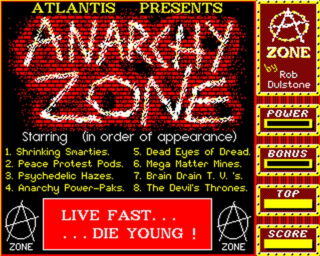 ATLANTIS PRESENTS
ANARCHY
ZONE
Starring (in order of appearance)
1. Shrinking Smarties.
2. Peace Protest Pods.
3. Psychedelic Hazes.
4. Anarchy Power-Paks.
5. Dead Eyes of Dread.
6. Mega Matter Mines.
7. Brain Drain T. V. 's.
8. The Devil's Thrones.
A
ZONE
LIVE FAST...
...DIE YOUNG !
A
ZONE
A
ZONE
by
Rob
Dulstone
POWER
BONUS
TOP
SCORE